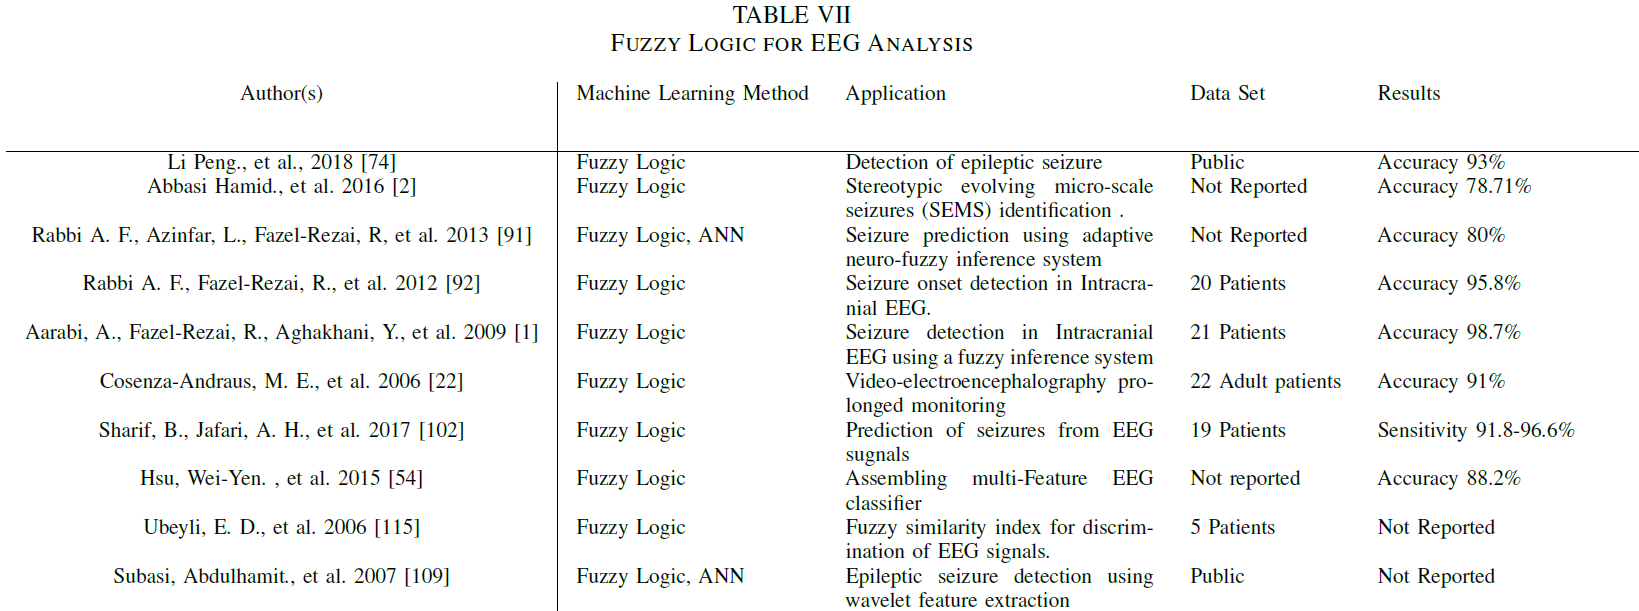 TABLE VII
FUZZY LOGIC FOR EEG ANALYSIS
Author(s) Machine Learning Method Application Data Set Results
Li Peng., et al., 2018 [74] Fuzzy Logic Detection of epileptic seizure Public Accuracy 93%
Abbasi Hamid., et al. 2016 [2] Fuzzy Logic Stereotypic evolving micro-scale Not Reported Accuracy 78.71%
seizures (SEMS) identification .
Rabbi A. F., Azinfar, L., Fazel-Rezai, R, et al. 2013 [91] Fuzzy Logic, ANN Seizure prediction using adaptive Not Reported Accuracy 80%
neuro-fuzzy inference system
Rabbi A. F., Fazel-Rezai, R., et al. 2012 [92] Fuzzy Logic Seizure onset detection in Intracra- 20 Patients Accuracy 95.8%
nial EEG.
Aarabi, A., Fazel-Rezai, R., Aghakhani, Y., et al. 2009 [1] Fuzzy Logic Seizure detection in Intracranial 21 Patients Accuracy 98.7%
EEG using a fuzzy inference system
Cosenza-Andraus, M. E., et al. 2006 [22] Fuzzy Logic Video-electroencephalography pro- 22 Adult patients Accuracy 91%
longed monitoring
Sharif, B., Jafari, A. H., et al. 2017 [102] Fuzzy Logic Prediction of seizures from EEG 19 Patients Sensitivity 91.8-96.6%
sugnals
Hsu, Wei-Yen. , et al. 2015 [54] Fuzzy Logic Assembling multi-Feature EEG Not reported Accuracy 88.2%
classifier
Ubeyli, E. D., et al. 2006 [115] Fuzzy Logic Fuzzy similarity index for discrim- 5 Patients Not Reported
ination of EEG signals.
Subasi, Abdulhamit., et al. 2007 [109] Fuzzy Logic, ANN Epileptic seizure detection using Public Not Reported
wavelet feature extraction